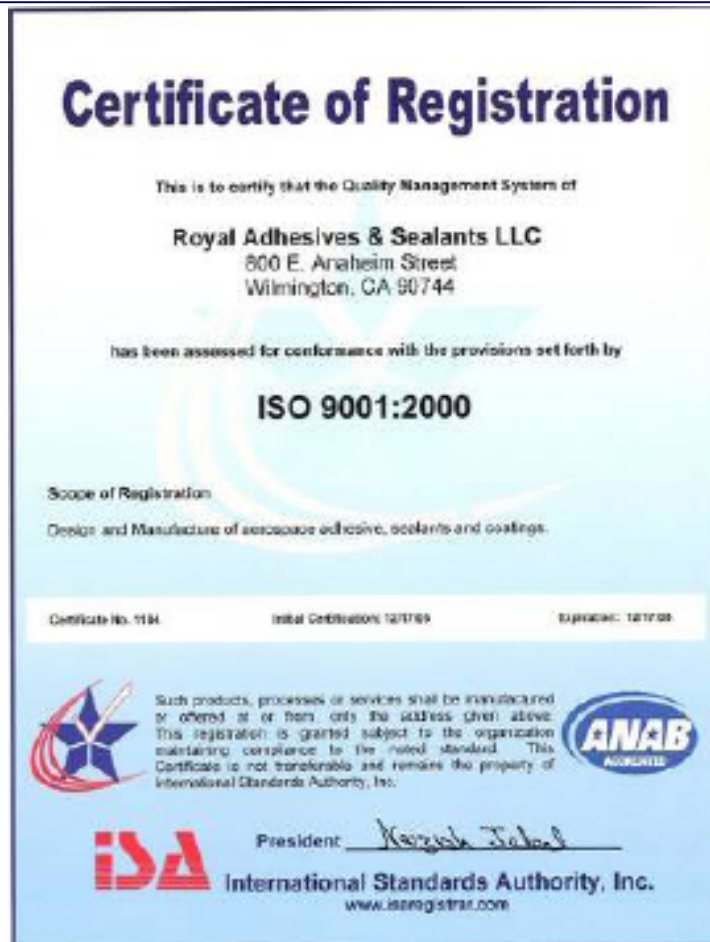 Certificate of Registration
This is to certify that the Quality Management System of
Royal Adhesives & Sealants LLC
800 E. Anaheim Street
Wilmington, CA 90744
has been assessed for conformance with the provisions set forth by
ISO 9001:2000
Scope of Registration
Design and Manufacture of aerospace adhesive, sealants and coatings.
Certificate No.
Initial Certification:
Expiration:
Such products, processes or services shall be manufactured
or offered at or from, only the address given above.
This registration is granted subject to the organization
maintaining compliance to the noted standard. This
Certificate is not transferable and remains the property of
International Standards Authority, Inc.
ANAB
ACCREDITED
President
iSA
International Standards Authority, Inc.
www.isaregistrar.com